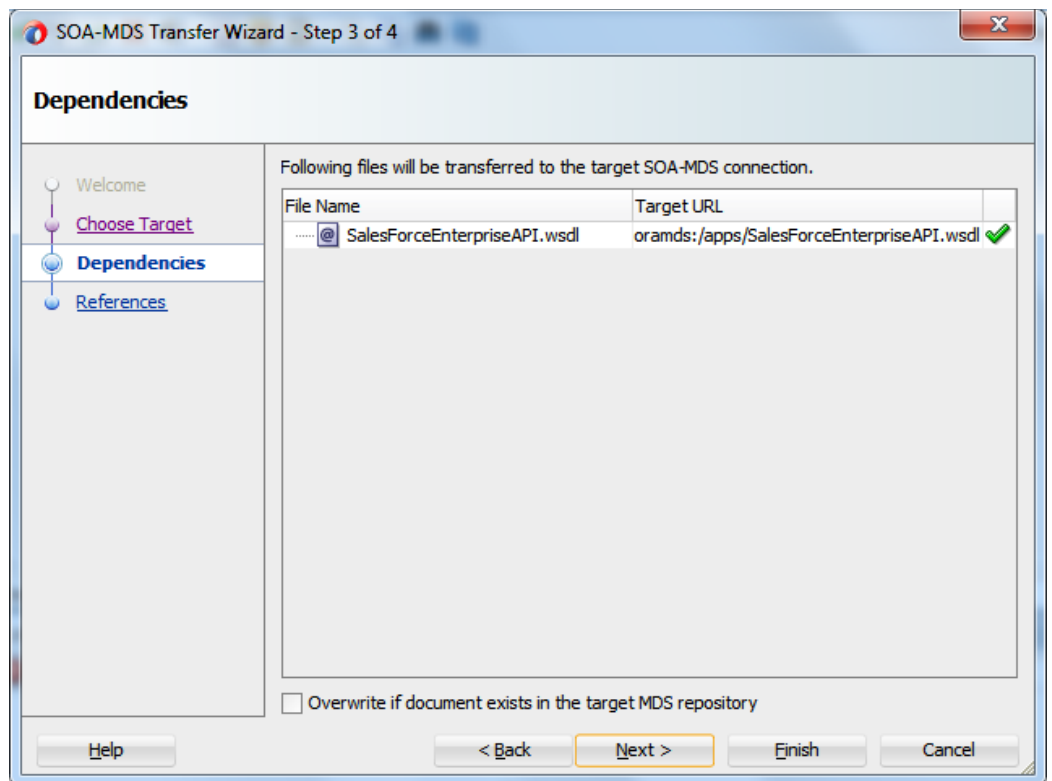 SOA-MDS Transfer Wizard - Step 3 of 4
Dependencies
Welcome
Choose Target
Dependencies
References
Following files will be transferred to the target SOA-MDS connection.
File Name Target URL
SalesForceEnterpriseAPI.wsdl oramds:/apps/SalesForceEnterpriseAPI.wsdl
Overwrite if document exists in the target MDS repository
Help < Back Next > Finish Cancel